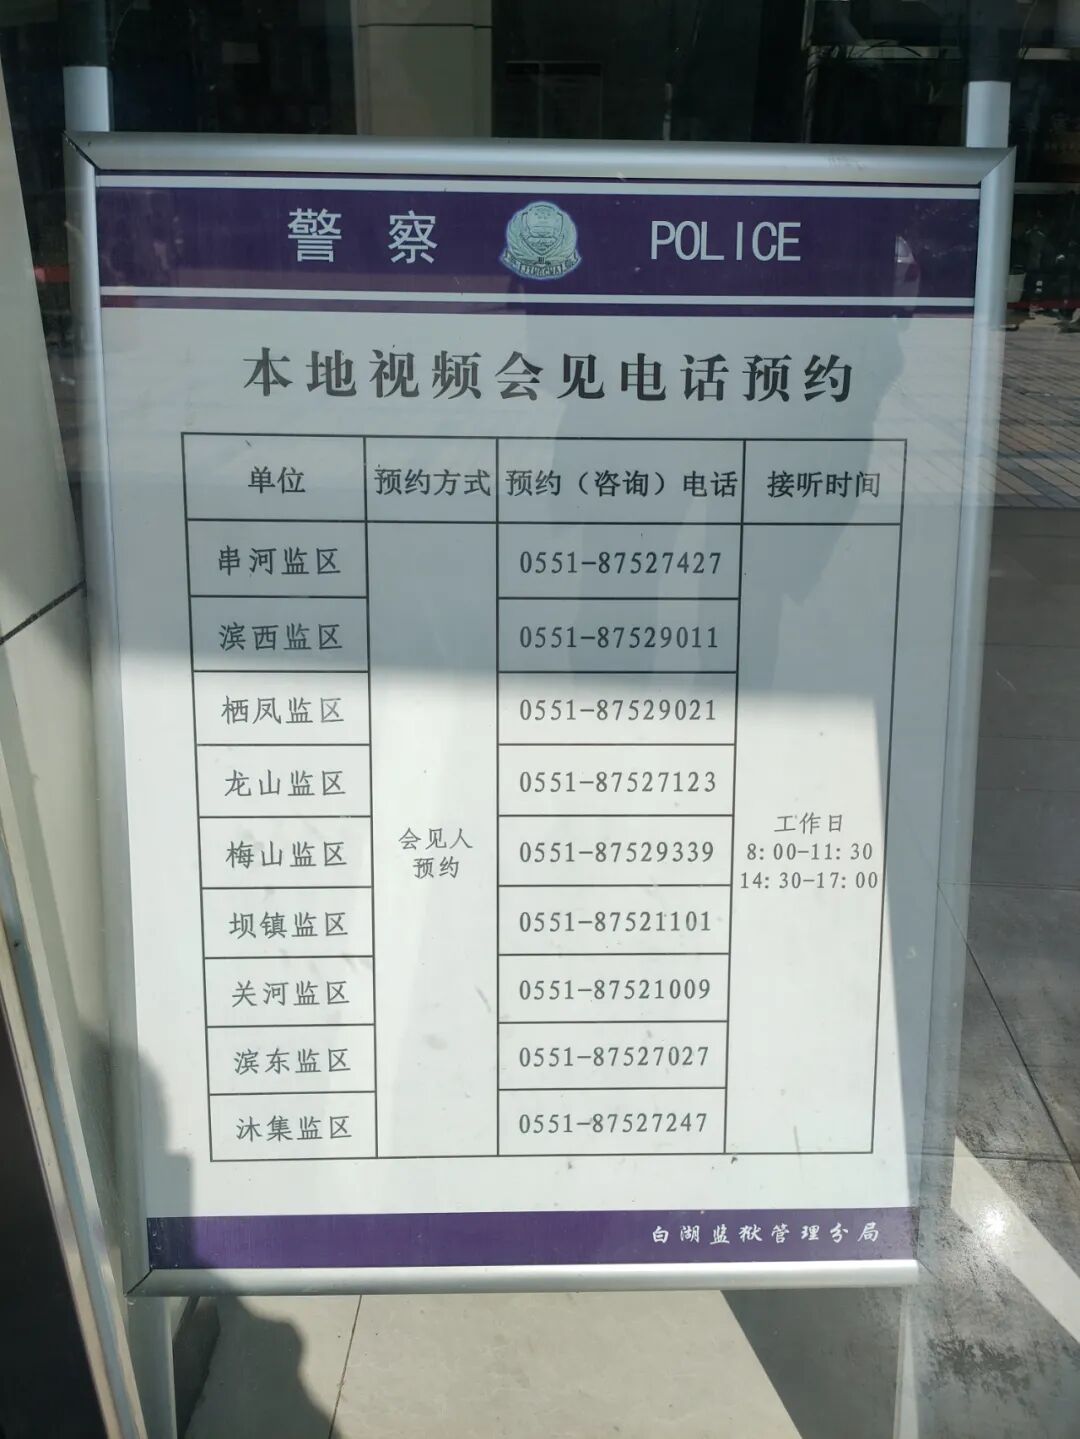 警察 POLICE
本地视频会见电话预约
单位 预约方式 预约（咨询）电话 接听时间
串河监区 0551-87527427
滨西监区 0551-87529011
栖凤监区 0551-87529021
龙山监区 0551-87527123
梅山监区 0551-87529339
坝镇监区 0551-87521101
关河监区 0551-87521009
滨东监区 0551-87527027
沐集监区 0551-87527247
会见人
预约
工作日
8:00-11:30
14:30-17:00
白湖监狱管理分局